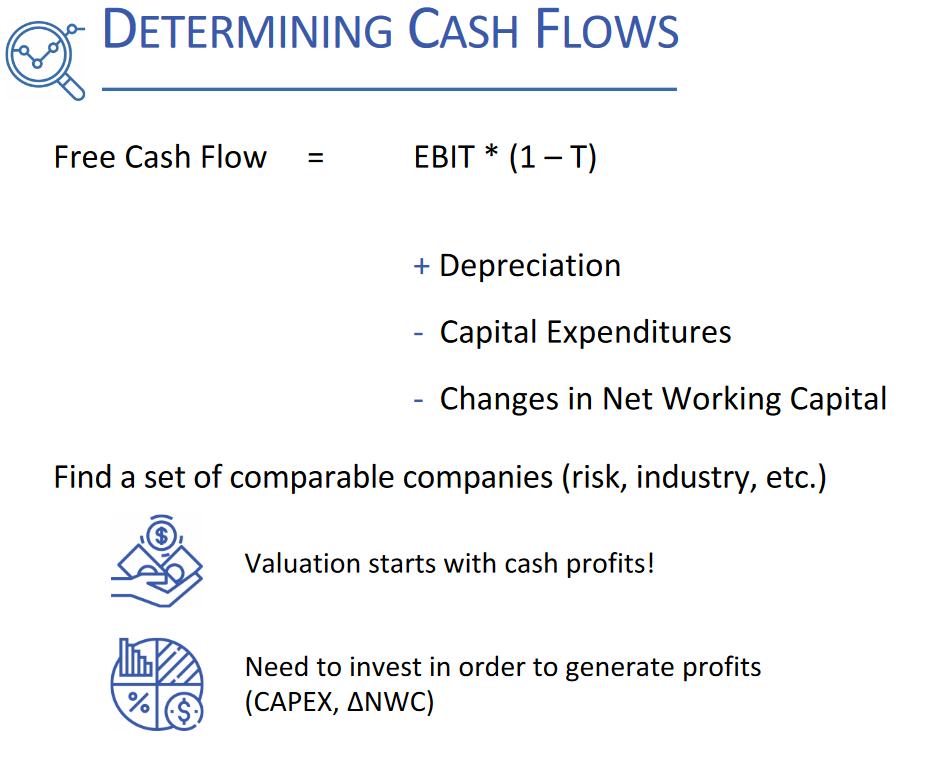 DETERMINING CASH FLOWS
Free Cash Flow = EBIT * (1 – T)
+ Depreciation
- Capital Expenditures
- Changes in Net Working Capital
Find a set of comparable companies (risk, industry, etc.)
$
Valuation starts with cash profits!
% $
Need to invest in order to generate profits
(CAPEX, ΔNWC)